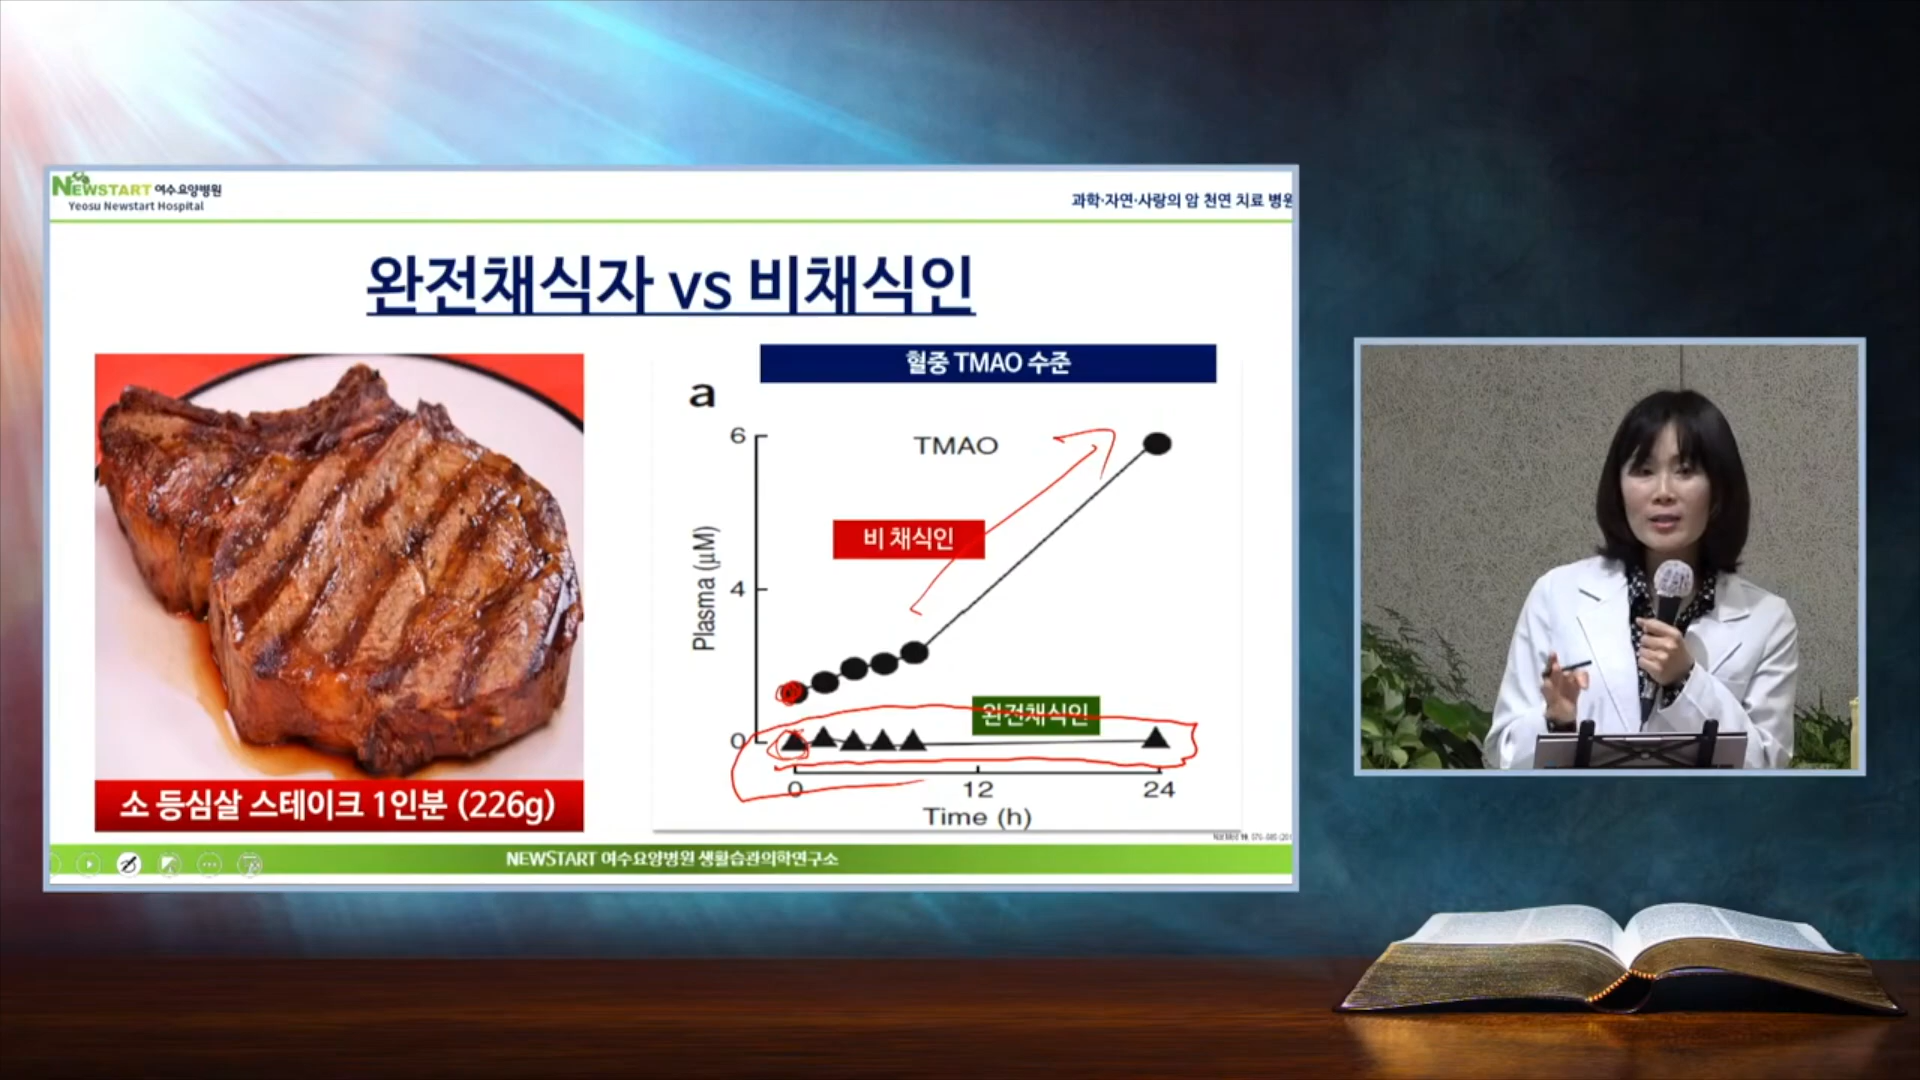 NEWSTART 여수요양병원
Yeosu Newstart Hospital
과학·자연·사랑의 암 천연 치료 병원
완전채식자 vs 비채식인
혈중 TMAO 수준
a
TMAO
6
4
0
Plasma (µM)
비 채식인
완전채식인
0 12 24
Time (h)
소 등심살 스테이크 1인분 (226g)
NEWSTART 여수요양병원 생활습관의학연구소